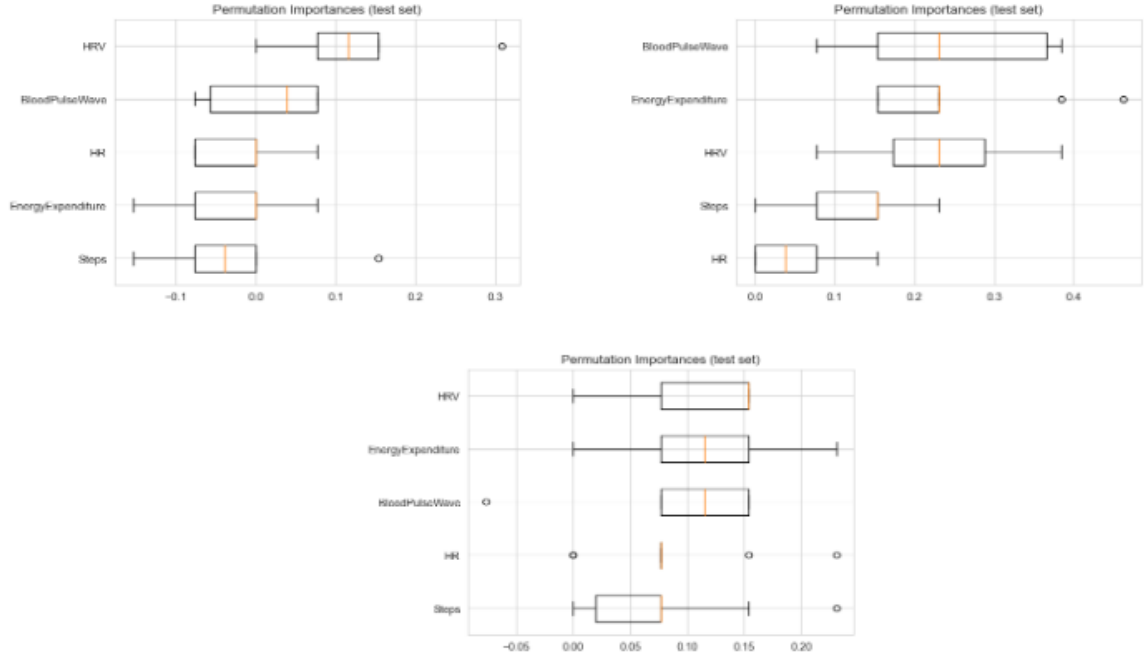 Permutation Importances (test set)
HRV
BloodPulseWave
HR
EnergyExpenditure
Steps
−0.1 0.0 0.1 0.2 0.3
Permutation Importances (test set)
BloodPulseWave
EnergyExpenditure
HRV
Steps
HR
0.0 0.1 0.2 0.3 0.4
Permutation Importances (test set)
HRV
EnergyExpenditure
BloodPulseWave
HR
Steps
−0.05 0.00 0.05 0.10 0.15 0.20